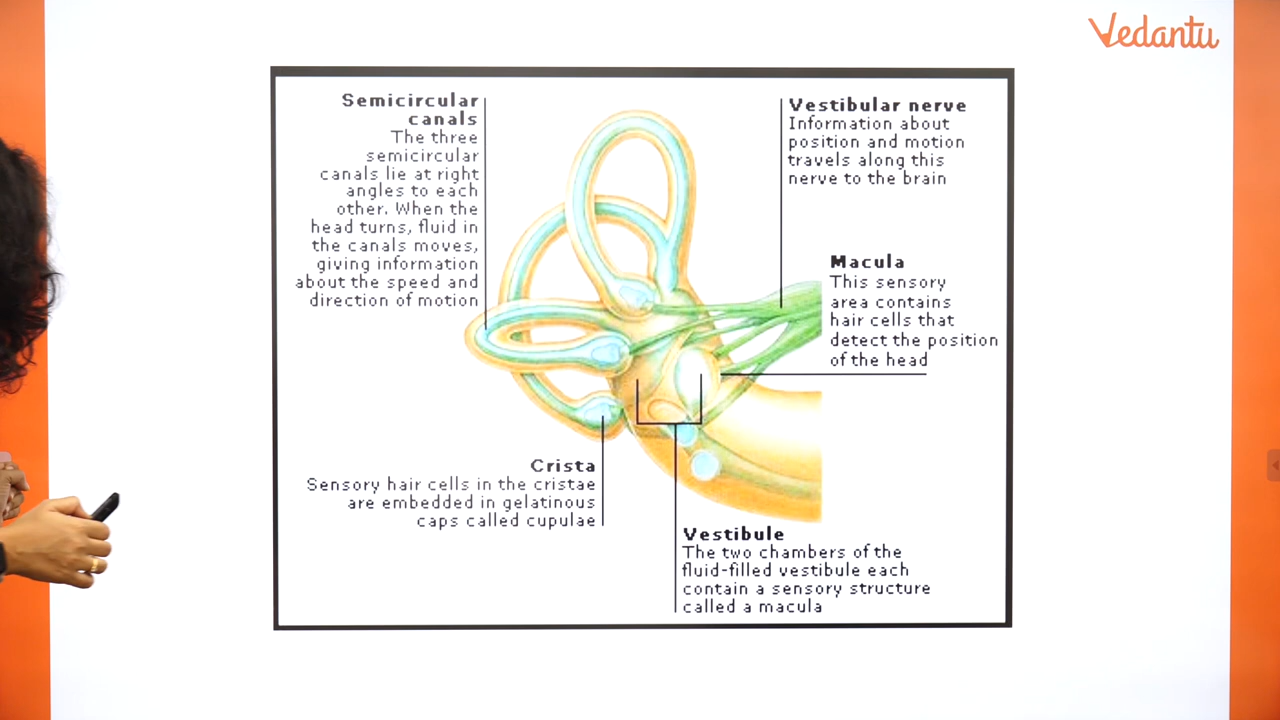 Vedantu
Semicircular
canals
The three
semicircular
canals lie at right
angles to each
other. When the
head turns, fluid in
the canals moves,
giving information
about the speed and
direction of motion
Vestibular nerve
Information about
position and motion
travels along this
nerve to the brain
Macula
This sensory
area contains
hair cells that
detect the position
of the head
Crista
Sensory hair cells in the cristae
are embedded in gelatinous
caps called cupulae
Vestibule
The two chambers of the
fluid-filled vestibule each
contain a sensory structure
called a macula